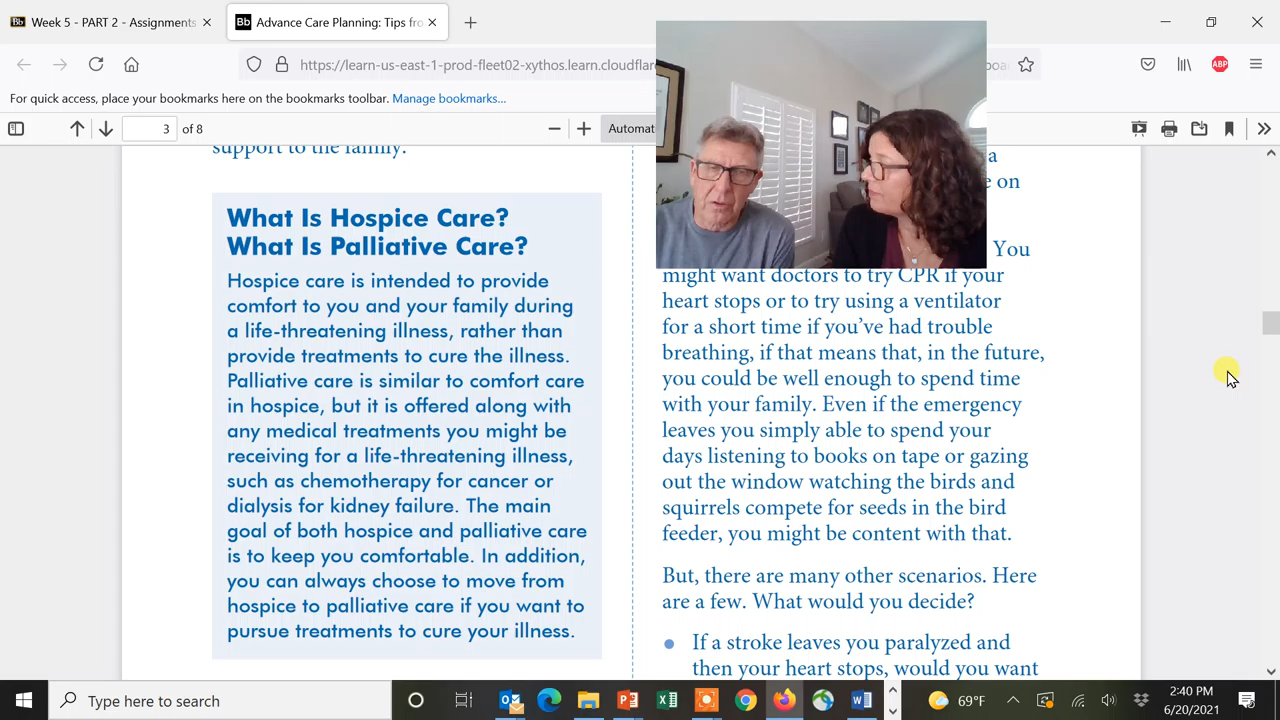 Week 5 - PART 2 - Assignments
Advance Care Planning: Tips fro
https://learn-us-east-1-prod-fleet02-xythos.learn.cloudflare
For quick access, place your bookmarks here on the bookmarks toolbar. Manage bookmarks...
ABP
3 of 8
Automat
support to the family.
What Is Hospice Care?
What Is Palliative Care?
Hospice care is intended to provide
comfort to you and your family during
a life-threatening illness, rather than
provide treatments to cure the illness.
Palliative care is similar to comfort care
in hospice, but it is offered along with
any medical treatments you might be
receiving for a life-threatening illness,
such as chemotherapy for cancer or
dialysis for kidney failure. The main
goal of both hospice and palliative care
is to keep you comfortable. In addition,
you can always choose to move from
hospice to palliative care if you want to
pursue treatments to cure your illness.
a
e on
You
might want doctors to try CPR if your
heart stops or to try using a ventilator
for a short time if you've had trouble
breathing, if that means that, in the future,
you could be well enough to spend time
with your family. Even if the emergency
leaves you simply able to spend your
days listening to books on tape or gazing
out the window watching the birds and
squirrels compete for seeds in the bird
feeder, you might be content with that.
But, there are many other scenarios. Here
are a few. What would you decide?
If a stroke leaves you paralyzed and
then your heart stops, would you want
Type here to search
69°F
2:40 PM
6/20/2021